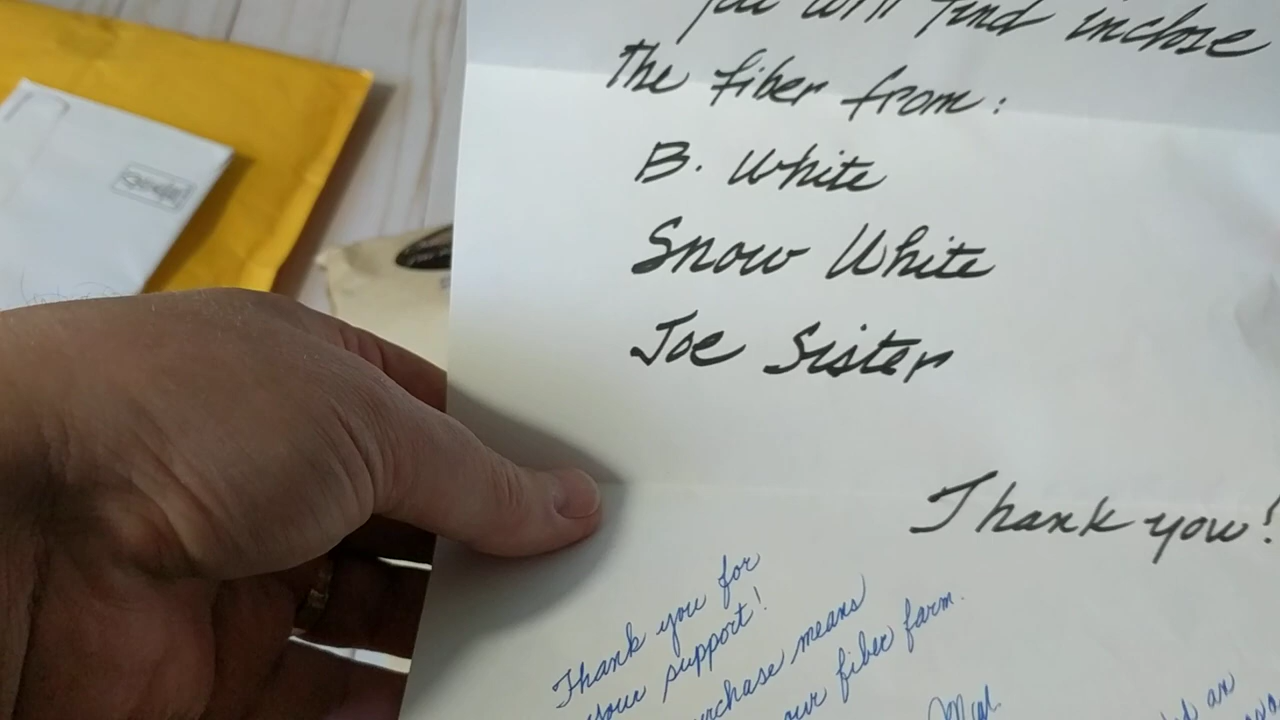 you will find inclose
The fiber from:
B. White
Snow White
Joe Sister
Thank you!
Thank you for
your support!
purchase means
our fiber farm.
an